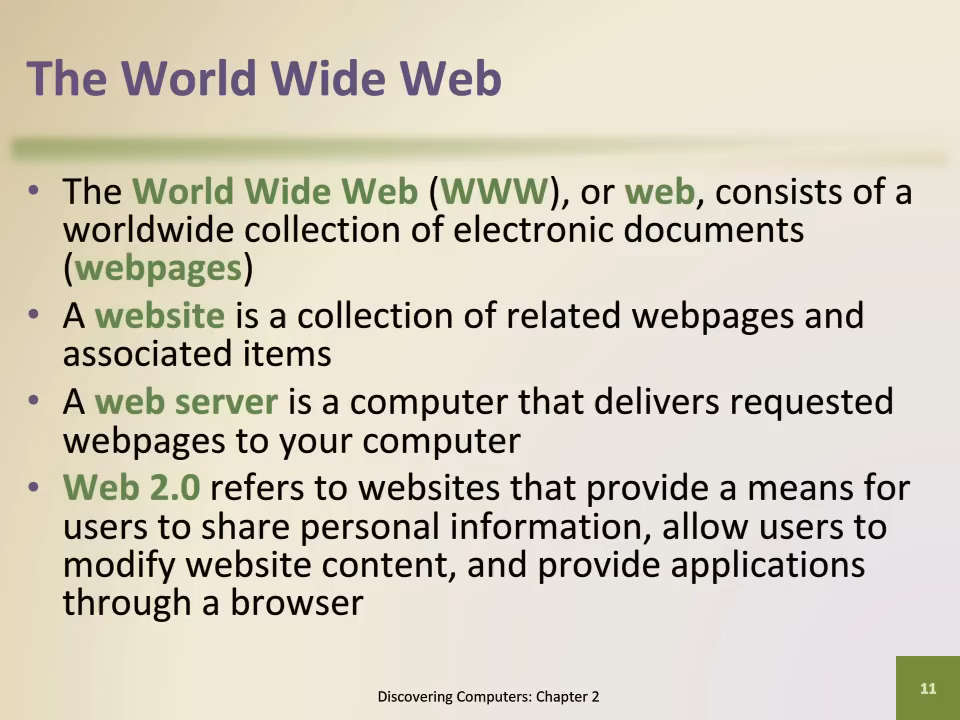 The World Wide Web
• The World Wide Web (WWW), or web, consists of a
worldwide collection of electronic documents
(webpages)
• A website is a collection of related webpages and
associated items
• A web server is a computer that delivers requested
webpages to your computer
• Web 2.0 refers to websites that provide a means for
users to share personal information, allow users to
modify website content, and provide applications
through a browser
Discovering Computers: Chapter 2
11